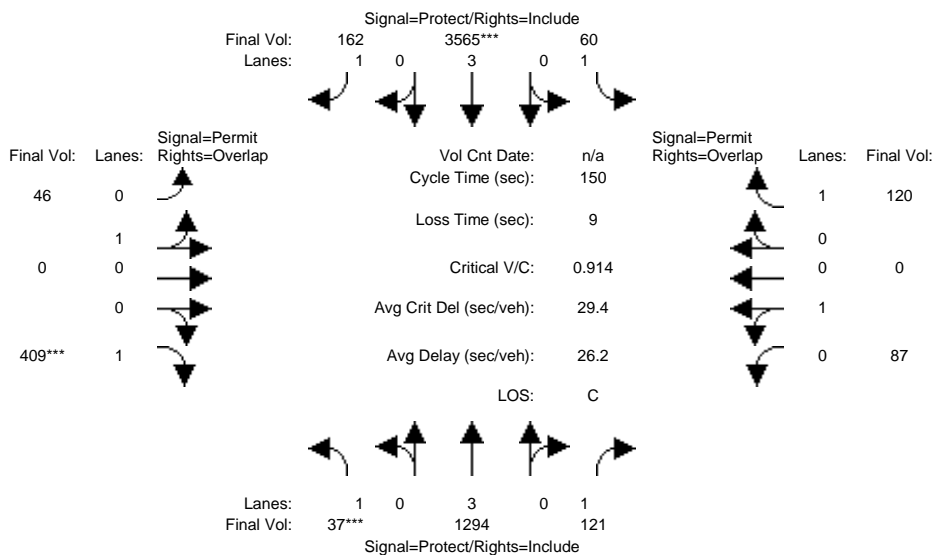 Signal=Protect/Rights=Include
Final Vol: 162 3565*** 60
Lanes: 1 0 3 0 1
Signal=Permit Signal=Permit
Final Vol: Lanes: Rights=Overlap Vol Cnt Date: n/a Rights=Overlap Lanes: Final Vol:
Cycle Time (sec): 150
46 0 1 120
Loss Time (sec): 9
1 0
0 0 Critical V/C: 0.914 0 0
0 Avg Crit Del (sec/veh): 29.4 1
409*** 1 Avg Delay (sec/veh): 26.2 0 87
LOS: C
Lanes: 1 0 3 0 1
Final Vol: 37*** 1294 121
Signal=Protect/Rights=Include